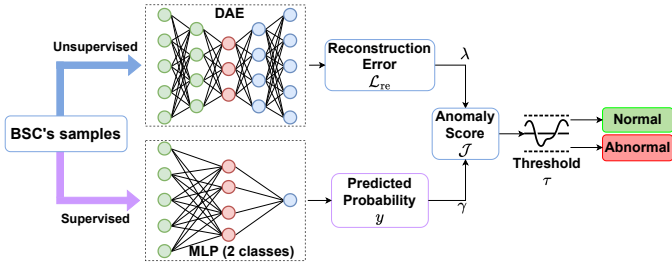 DAE
Unsupervised
Reconstruction
Error
ℒre
λ
BSC's samples
Anomaly
Score
𝒥
Normal
Abnormal
Threshold
τ
Supervised
Predicted
Probability
y
γ
MLP (2 classes)